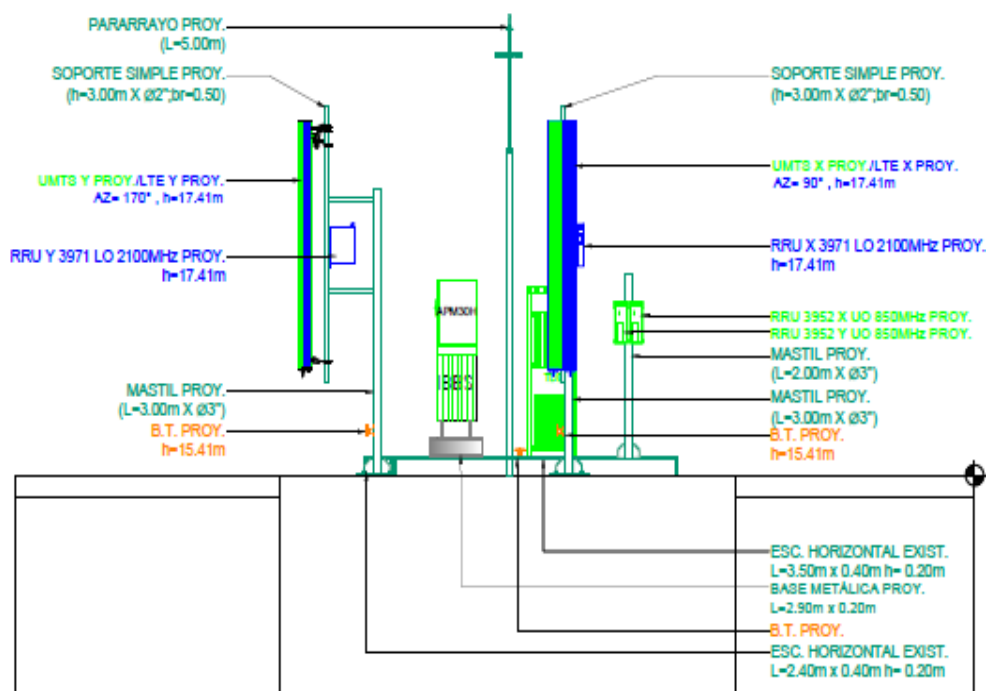 PARARRAYO PROY.
(L=5.00m)
SOPORTE SIMPLE PROY.
(h=3.00m X Ø2";br=0.50)
UMTS Y PROY./LTE Y PROY.
AZ= 170° , h=17.41m
RRU Y 3971 LO 2100MHz PROY.
h=17.41m
MASTIL PROY.
(L=3.00m X Ø3")
B.T. PROY.
h=15.41m
APM30H
IBBS
SOPORTE SIMPLE PROY.
(h=3.00m X Ø2";br=0.50)
UMTS X PROY./LTE X PROY.
AZ= 90° , h=17.41m
RRU X 3971 LO 2100MHz PROY.
h=17.41m
RRU 3952 X UO 850MHz PROY.
RRU 3952 Y UO 850MHz PROY.
MASTIL PROY.
(L=2.00m X Ø3")
MASTIL PROY.
(L=3.00m X Ø3")
B.T. PROY.
h=15.41m
ESC. HORIZONTAL EXIST.
L=3.50m x 0.40m h= 0.20m
BASE METÁLICA PROY.
L=2.90m x 0.20m
B.T. PROY.
ESC. HORIZONTAL EXIST.
L=2.40m x 0.40m h= 0.20m